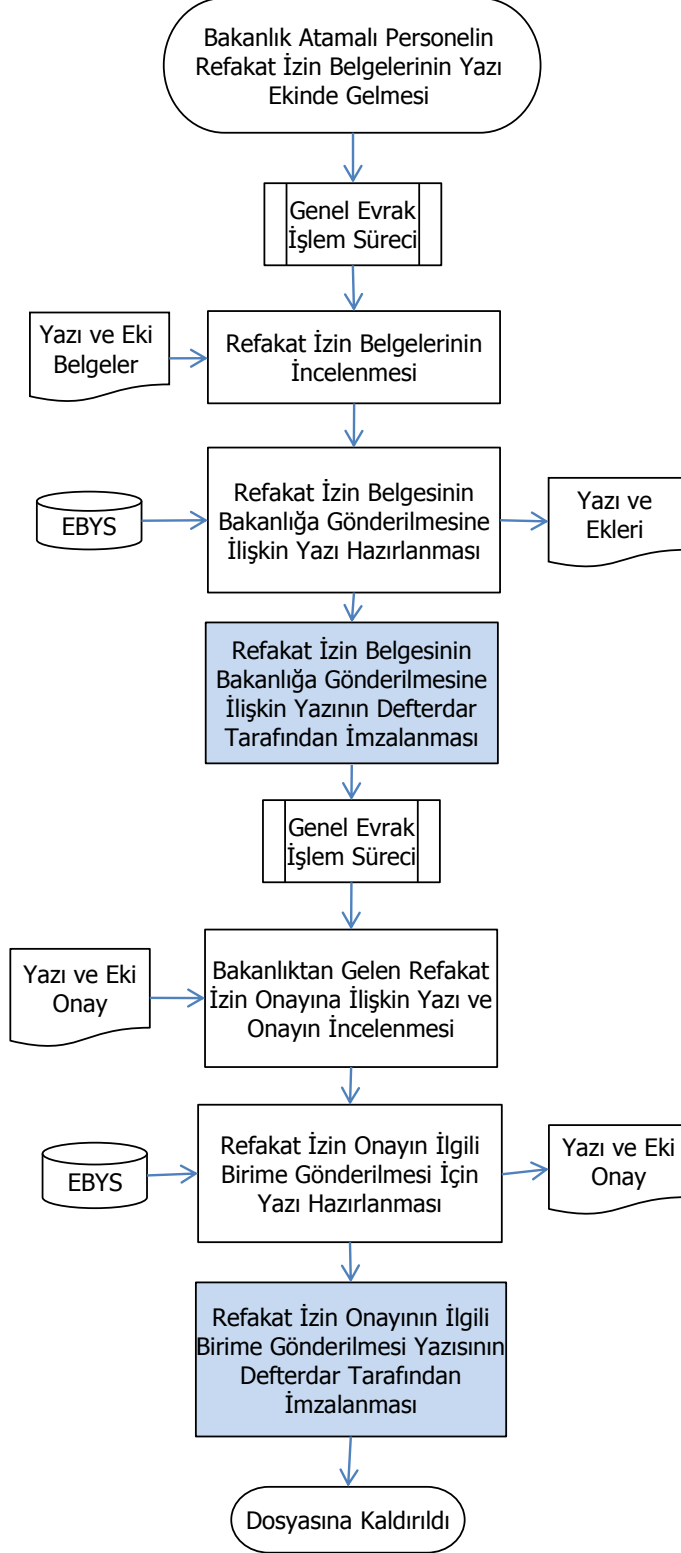 Bakanlık Atamalı Personelin
Refakat İzin Belgelerinin Yazı
Ekinde Gelmesi
Genel Evrak
İşlem Süreci
Yazı ve Eki
Belgeler
Refakat İzin Belgelerinin
İncelenmesi
EBYS
Refakat İzin Belgesinin
Bakanlığa Gönderilmesine
İlişkin Yazı Hazırlanması
Yazı ve
Ekleri
Refakat İzin Belgesinin
Bakanlığa Gönderilmesine
İlişkin Yazının Defterdar
Tarafından İmzalanması
Genel Evrak
İşlem Süreci
Yazı ve Eki
Onay
Bakanlıktan Gelen Refakat
İzin Onayına İlişkin Yazı ve
Onayın İncelenmesi
EBYS
Refakat İzin Onayın İlgili
Birime Gönderilmesi İçin
Yazı Hazırlanması
Yazı ve Eki
Onay
Refakat İzin Onayının İlgili
Birime Gönderilmesi Yazısının
Defterdar Tarafından
İmzalanması
Dosyasına Kaldırıldı